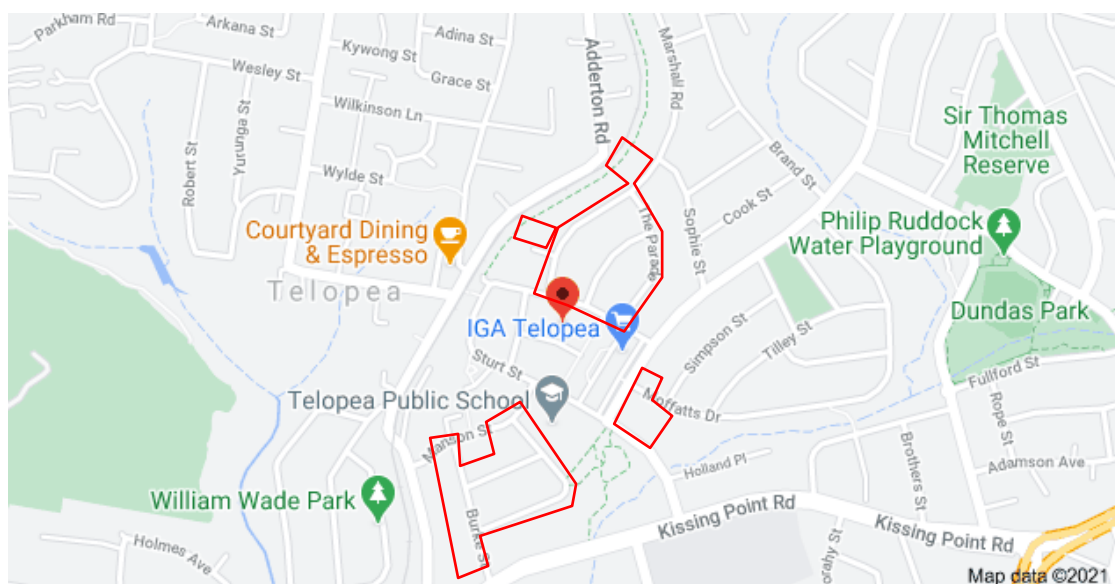 Parkham Rd
Arkana St
Adina St
Kywong St
Wesley St
Grace St
Adderton Rd
Marshall Rd
Wilkinson Ln
Yurunga St
Robert St
Sir Thomas
Mitchell
Reserve
Brand St
Wylde St
Cook St
Sophie St
The Parade
Courtyard Dining
& Espresso
Philip Ruddock
Water Playground
Telopea
IGA Telopea
Dundas Park
Simpson St
Tilley St
Sturt St
Fullford St
Telopea Public School
Moffatts Dr
Rope St
Manson St
Brothers St
Holland Pl
Adamson Ave
William Wade Park
Burke St
Kissing Point Rd
Kissing Point Rd
Holmes Ave
orahy St
Map data ©2021